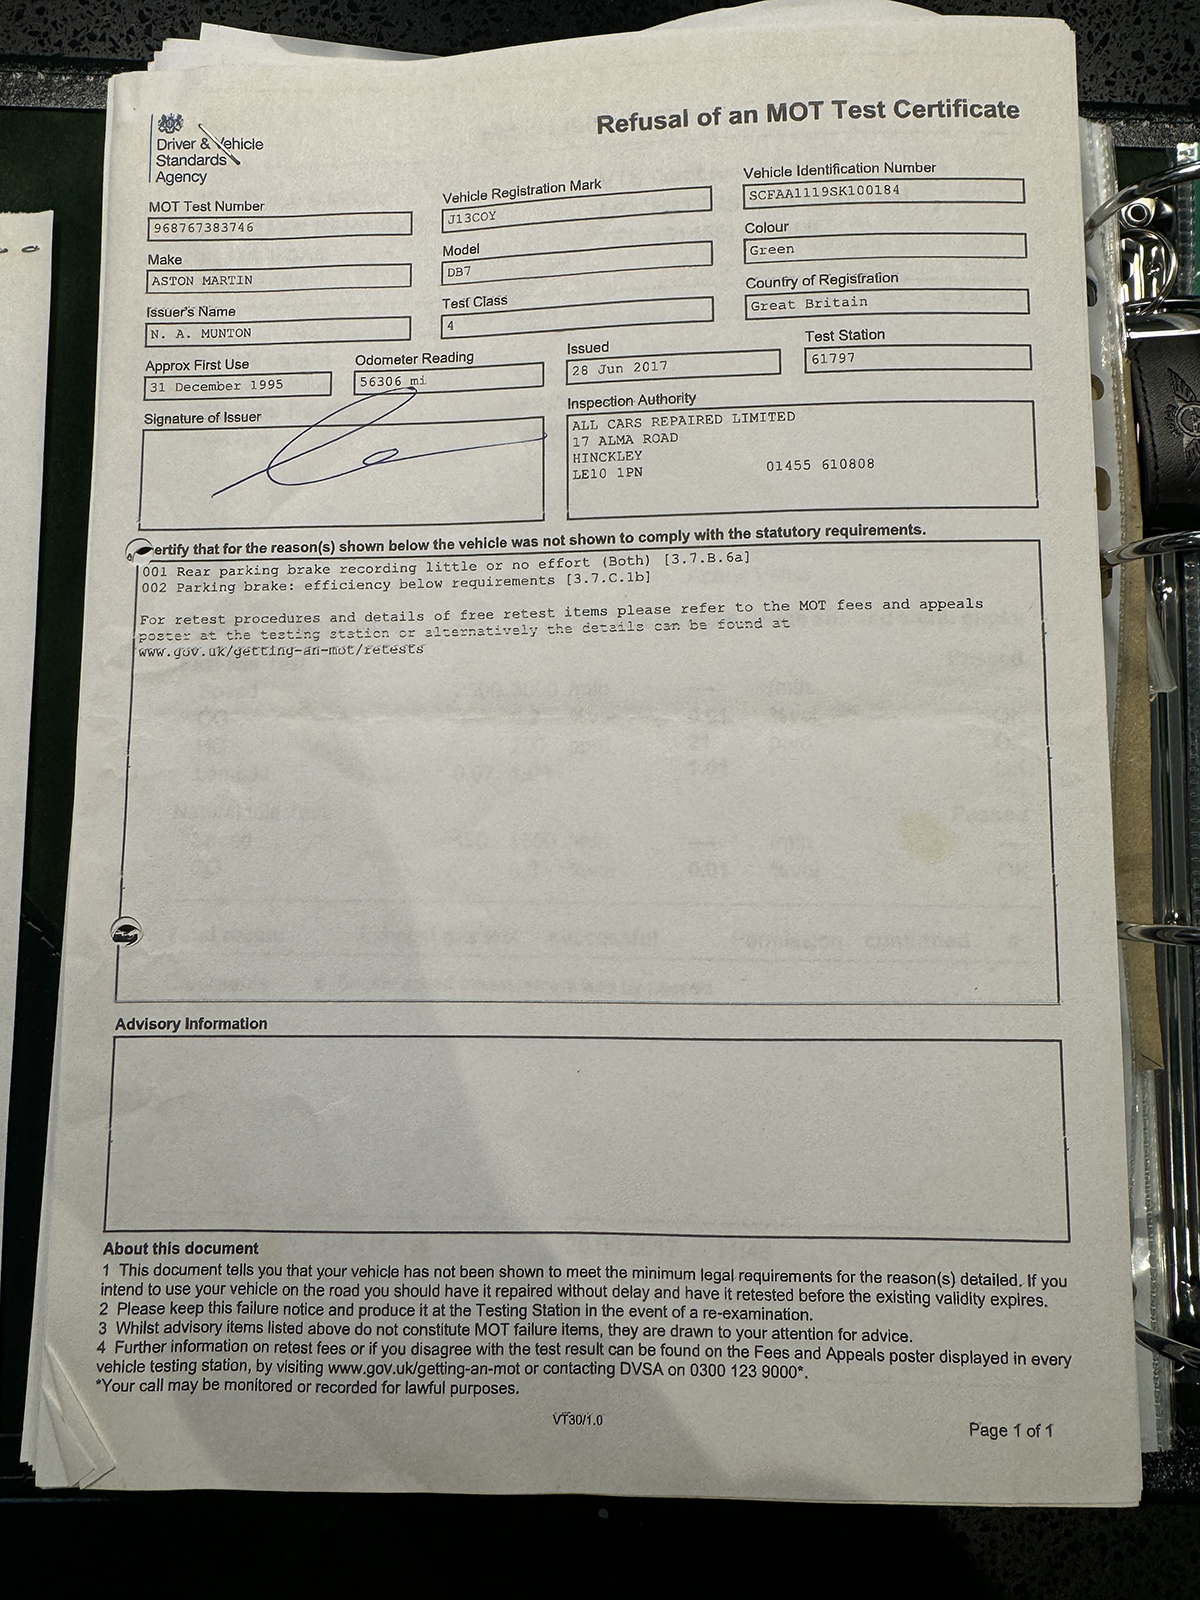 Refusal of an MOT Test Certificate
Driver & Vehicle
Standards
Agency
Vehicle Identification Number
SCFAA1119SK100184
Vehicle Registration Mark
J13COY
MOT Test Number
968767383746
Colour
Green
Model
DB7
Make
ASTON MARTIN
Country of Registration
Great Britain
Test Class
4
Issuer's Name
N. A. MUNTON
Test Station
61797
Issued
28 Jun 2017
Odometer Reading
56306 mi
Approx First Use
31 December 1995
Signature of Issuer
Inspection Authority
ALL CARS REPAIRED LIMITED
17 ALMA ROAD
HINCKLEY
LE10 1PN 01455 610808
ertify that for the reason(s) shown below the vehicle was not shown to comply with the statutory requirements.
001 Rear parking brake recording little or no effort (Both) [3.7.B.6a]
002 Parking brake: efficiency below requirements [3.7.C.1b]
For retest procedures and details of free retest items please refer to the MOT fees and appeals
poster at the testing station or alternatively the details can be found at
www.gov.uk/getting-an-mot/retests
Advisory Information
About this document
1 This document tells you that your vehicle has not been shown to meet the minimum legal requirements for the reason(s) detailed. If you
intend to use your vehicle on the road you should have it repaired without delay and have it retested before the existing validity expires.
2 Please keep this failure notice and produce it at the Testing Station in the event of a re-examination.
3 Whilst advisory items listed above do not constitute MOT failure items, they are drawn to your attention for advice.
4 Further information on retest fees or if you disagree with the test result can be found on the Fees and Appeals poster displayed in every
vehicle testing station, by visiting www.gov.uk/getting-an-mot or contacting DVSA on 0300 123 9000*.
*Your call may be monitored or recorded for lawful purposes.
VT30/1.0
Page 1 of 1